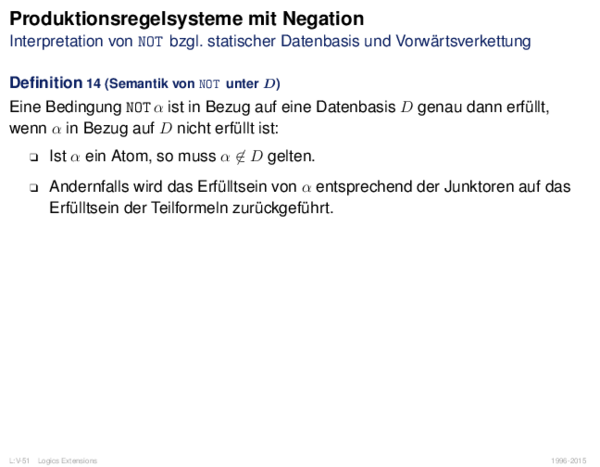 Produktionsregelsysteme mit Negation
Interpretation von NOT bzgl. statischer Datenbasis und Vorwärtsverkettung
Definition 14 (Semantik von NOT unter D)
Eine Bedingung NOT α ist in Bezug auf eine Datenbasis D genau dann erfüllt,
wenn α in Bezug auf D nicht erfüllt ist:
❑ Ist α ein Atom, so muss α ∉ D gelten.
❑ Andernfalls wird das Erfülltsein von α entsprechend der Junktoren auf das
Erfülltsein der Teilformeln zurückgeführt.
L:V-51 Logics Extensions 1996-2015